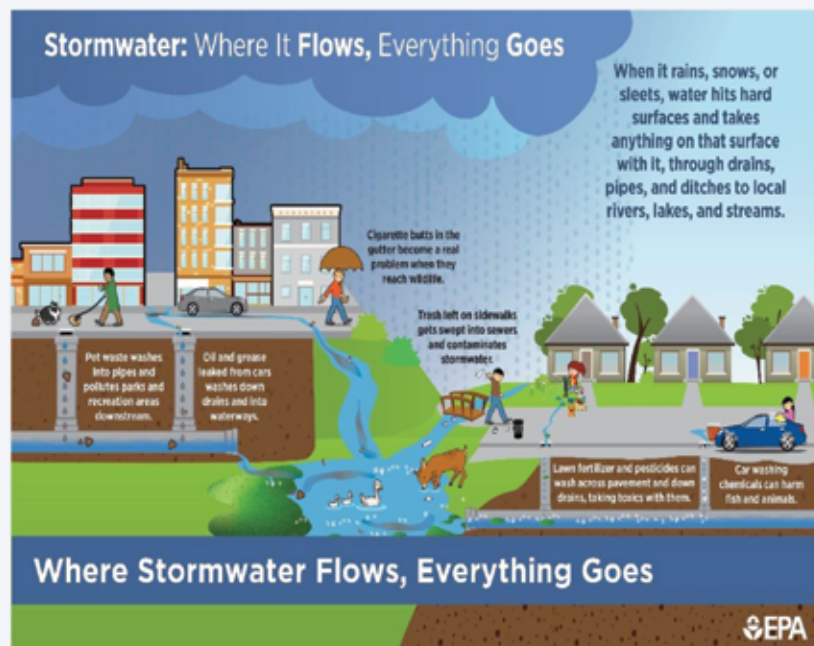 Stormwater: Where It Flows, Everything Goes
When it rains, snows, or
sleets, water hits hard
surfaces and takes
anything on that surface
with it, through drains,
pipes, and ditches to local
rivers, lakes, and streams.
Cigarette butts in the
gutter become a real
problem when they
reach wildlife.
Trash left on sidewalks
gets swept into sewers
and contaminates
stormwater.
Pet waste washes
into pipes and
pollutes parks and
recreation areas
downstream.
Oil and grease
leaked from cars
washes down
drains and into
waterways.
Lawn fertilizer and pesticides can
wash across pavement and down
drains, taking toxics with them.
Car washing
chemicals can harm
fish and animals.
Where Stormwater Flows, Everything Goes
EPA